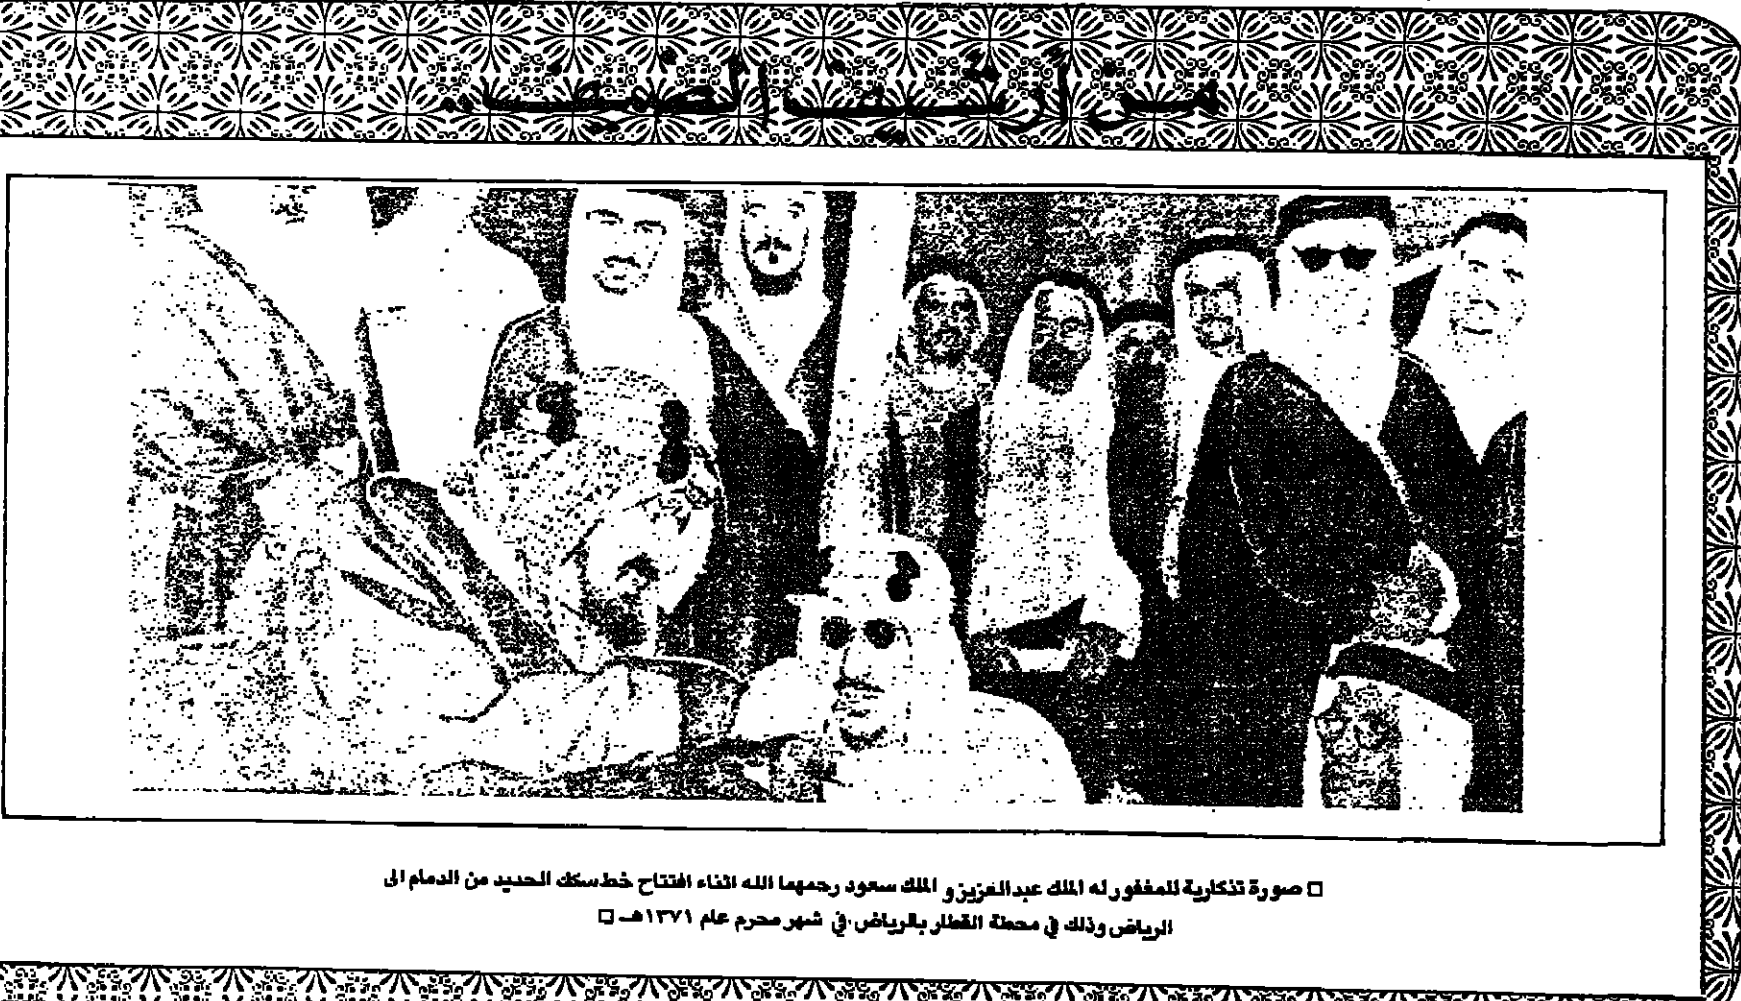 من أرشيف الضيف..
□ صورة تذكارية للمغفور له الملك عبدالعزيز و الملك سعود رحمهما الله اثناء افتتاح خط سكك الحديد من الدمام الى
الرياض وذلك في محطة القطار بالرياض في شهر محرم عام ١٣٧١هـ □